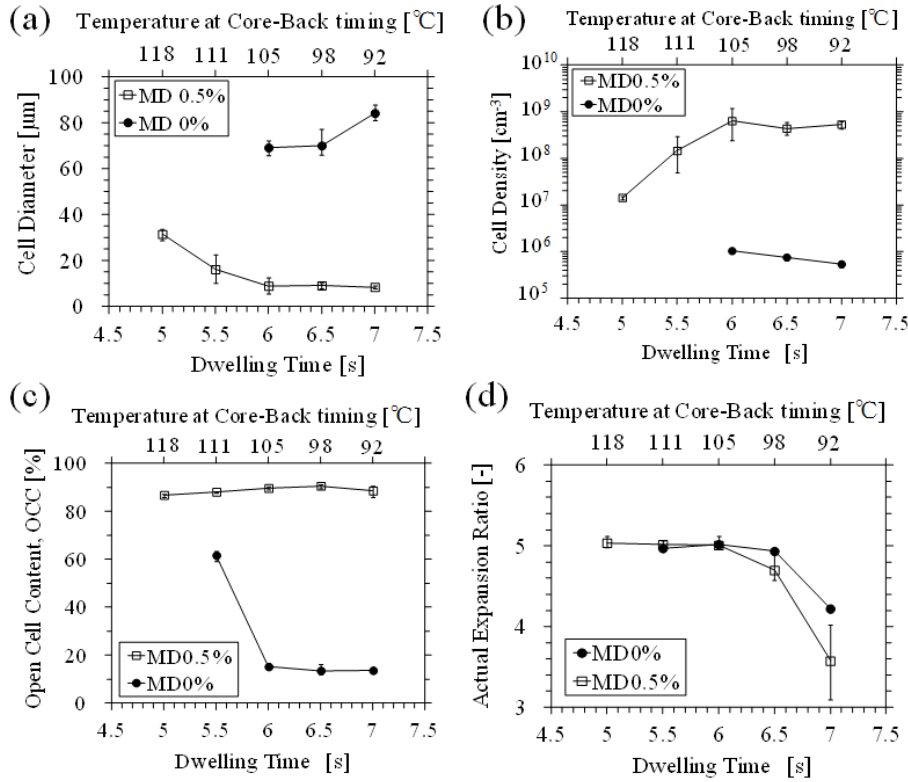 (a)
Temperature at Core-Back timing [℃]
118 111 105 98 92
100
80
60
40
20
0
Cell Diameter [µm]
MD 0.5%
MD 0%
4.5 5 5.5 6 6.5 7 7.5
Dwelling Time [s]
(b)
Temperature at Core-Back timing [℃]
118 111 105 98 92
10^10
10^9
10^8
10^7
10^6
10^5
Cell Density [cm^-3]
MD0.5%
MD0%
4.5 5 5.5 6 6.5 7 7.5
Dwelling Time [s]
(c)
Temperature at Core-Back timing [℃]
118 111 105 98 92
100
80
60
40
20
0
Open Cell Content, OCC [%]
MD0.5%
MD0%
4.5 5 5.5 6 6.5 7 7.5
Dwelling Time [s]
(d)
Temperature at Core-Back timing [℃]
118 111 105 98 92
6
5
4
3
Actual Expansion Ratio [-]
MD0%
MD0.5%
4.5 5 5.5 6 6.5 7 7.5
Dwelling Time [s]